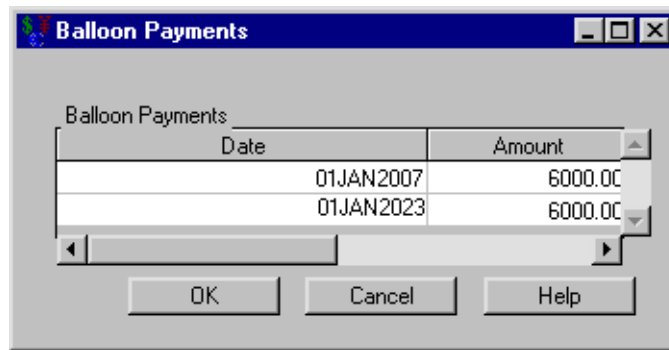 Balloon Payments
Balloon Payments
Date Amount
01JAN2007 6000.00
01JAN2023 6000.00
OK Cancel Help